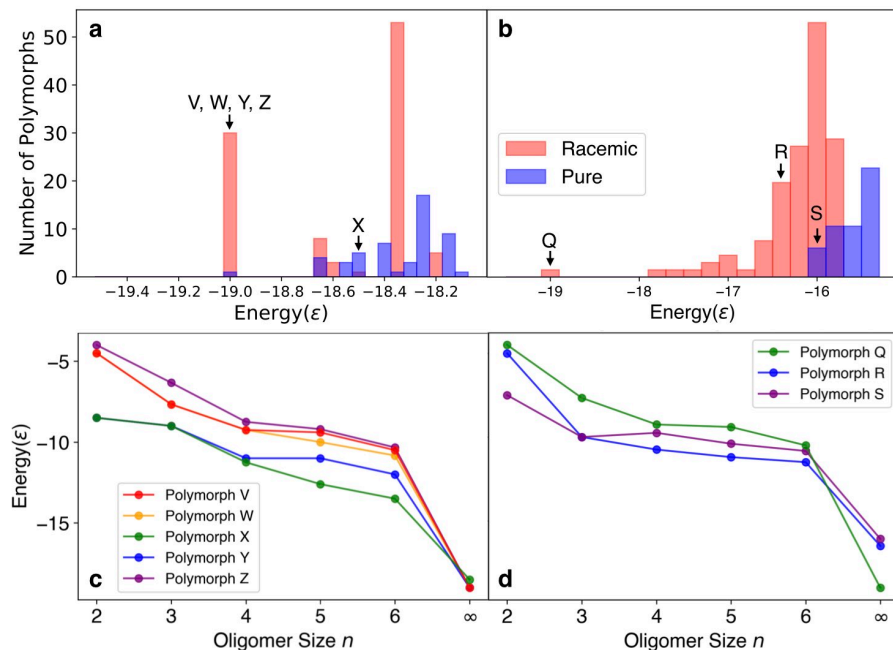 a
b
Number of Polymorphs
50
40
30
20
10
0
V, W, Y, Z
X
−19.4 −19.2 −19.0 −18.8 −18.6 −18.4 −18.2
Energy(ε)
Racemic
Pure
Q
R
S
−19 −18 −17 −16
Energy(ε)
Energy(ε)
−5
−10
−15
Polymorph V
Polymorph W
Polymorph X
Polymorph Y
Polymorph Z
c
2 3 4 5 6 ∞
Oligomer Size n
Polymorph Q
Polymorph R
Polymorph S
d
2 3 4 5 6 ∞
Oligomer Size n